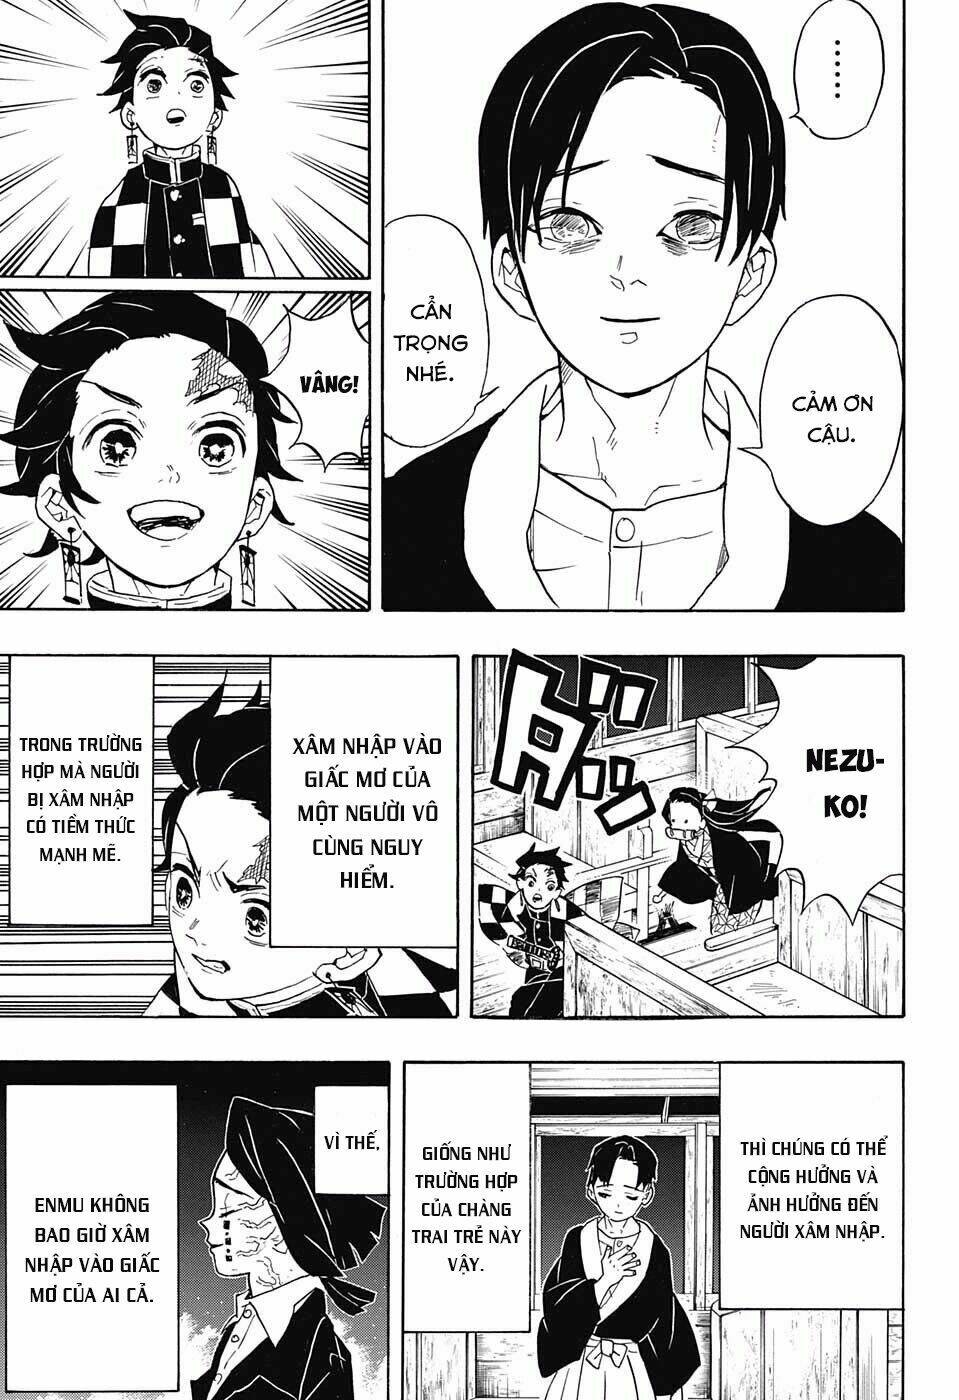 ……
CẢM ƠN
CẬU.
CẨN
TRỌNG
NHÉ.
VÂNG!
NEZU-
KO!
ダッ
XÂM NHẬP VÀO
GIẤC MƠ CỦA
MỘT NGƯỜI VÔ
CÙNG NGUY
HIỂM.
TRONG TRƯỜNG
HỢP MÀ NGƯỜI
BỊ XÂM NHẬP
CÓ TIỀM THỨC
MẠNH MẼ.
THÌ CHÚNG CÓ THỂ
CỘNG HƯỞNG VÀ
ẢNH HƯỞNG ĐẾN
NGƯỜI XÂM NHẬP.
GIỐNG NHƯ
TRƯỜNG HỢP
CỦA CHÀNG
TRAI TRẺ NÀY
VẬY.
VÌ THẾ,
ENMU KHÔNG
BAO GIỜ XÂM
NHẬP VÀO GIẤC
MƠ CỦA AI CẢ.